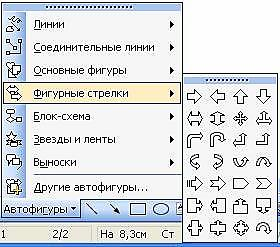 Линии
Соединительные линии
Основные фигуры
Фигурные стрелки
Блок-схема
Звезды и ленты
Выноски
Другие автофигуры...
Автофигуры
1 2/2 На 8,3см Ст